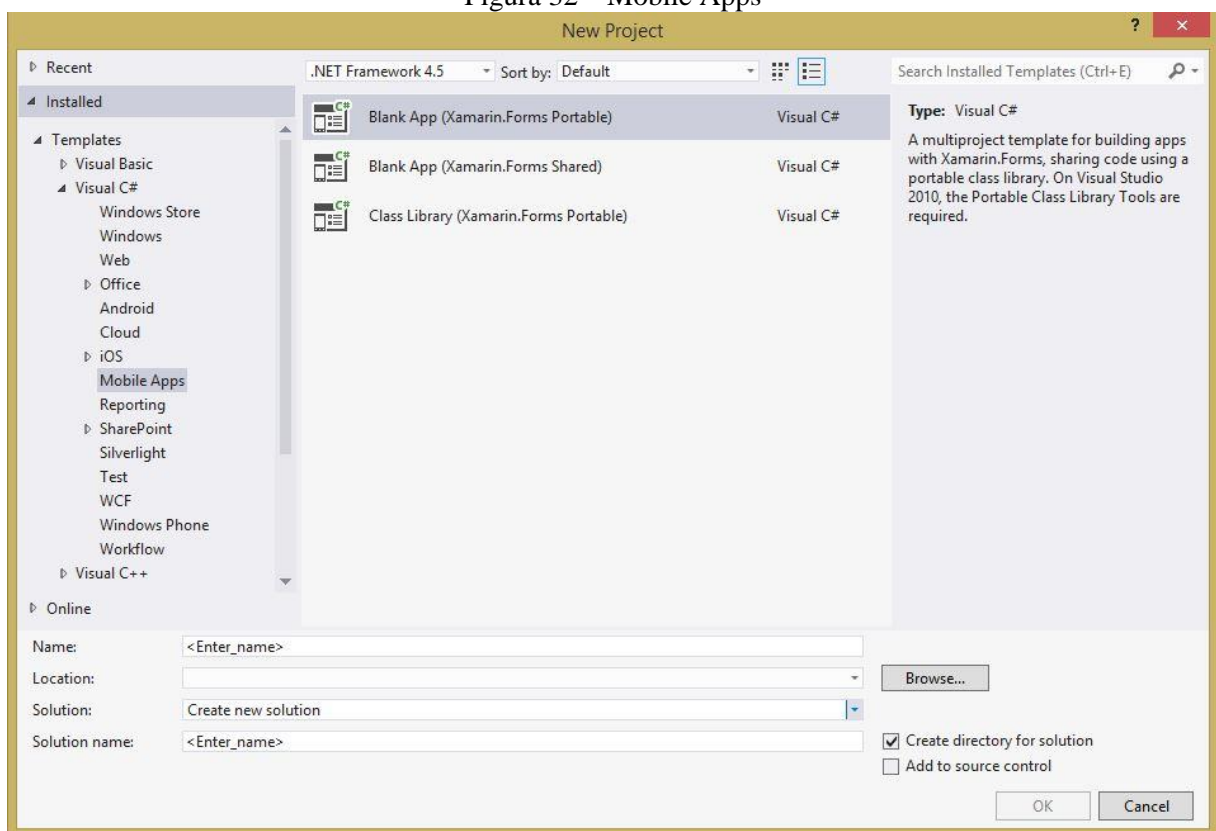 Figura 32 – Mobile Apps
New Project
?
×
Recent
Installed
Templates
Visual Basic
Visual C#
Windows Store
Windows
Web
Office
Android
Cloud
iOS
Mobile Apps
Reporting
SharePoint
Silverlight
Test
WCF
Windows Phone
Workflow
Visual C++
Online
.NET Framework 4.5
Sort by: Default
C# Blank App (Xamarin.Forms Portable) Visual C#
C# Blank App (Xamarin.Forms Shared) Visual C#
C# Class Library (Xamarin.Forms Portable) Visual C#
Search Installed Templates (Ctrl+E)
Type: Visual C#
A multiproject template for building apps
with Xamarin.Forms, sharing code using a
portable class library. On Visual Studio
2010, the Portable Class Library Tools are
required.
Name: <Enter_name>
Location:
Browse...
Solution: Create new solution
Solution name: <Enter_name>
Create directory for solution
Add to source control
OK
Cancel